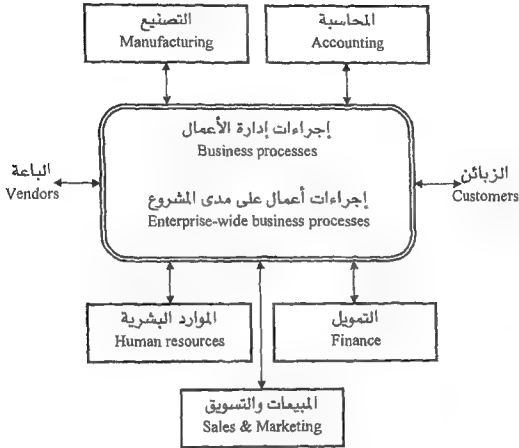 التصنيع
Manufacturing
المحاسبة
Accounting
إجراءات إدارة الأعمال
Business processes
الباعة
Vendors
الزبائن
Customers
إجراءات أعمال على مدى المشروع
Enterprise-wide business processes
الموارد البشرية
Human resources
التمويل
Finance
المبيعات والتسويق
Sales & Marketing